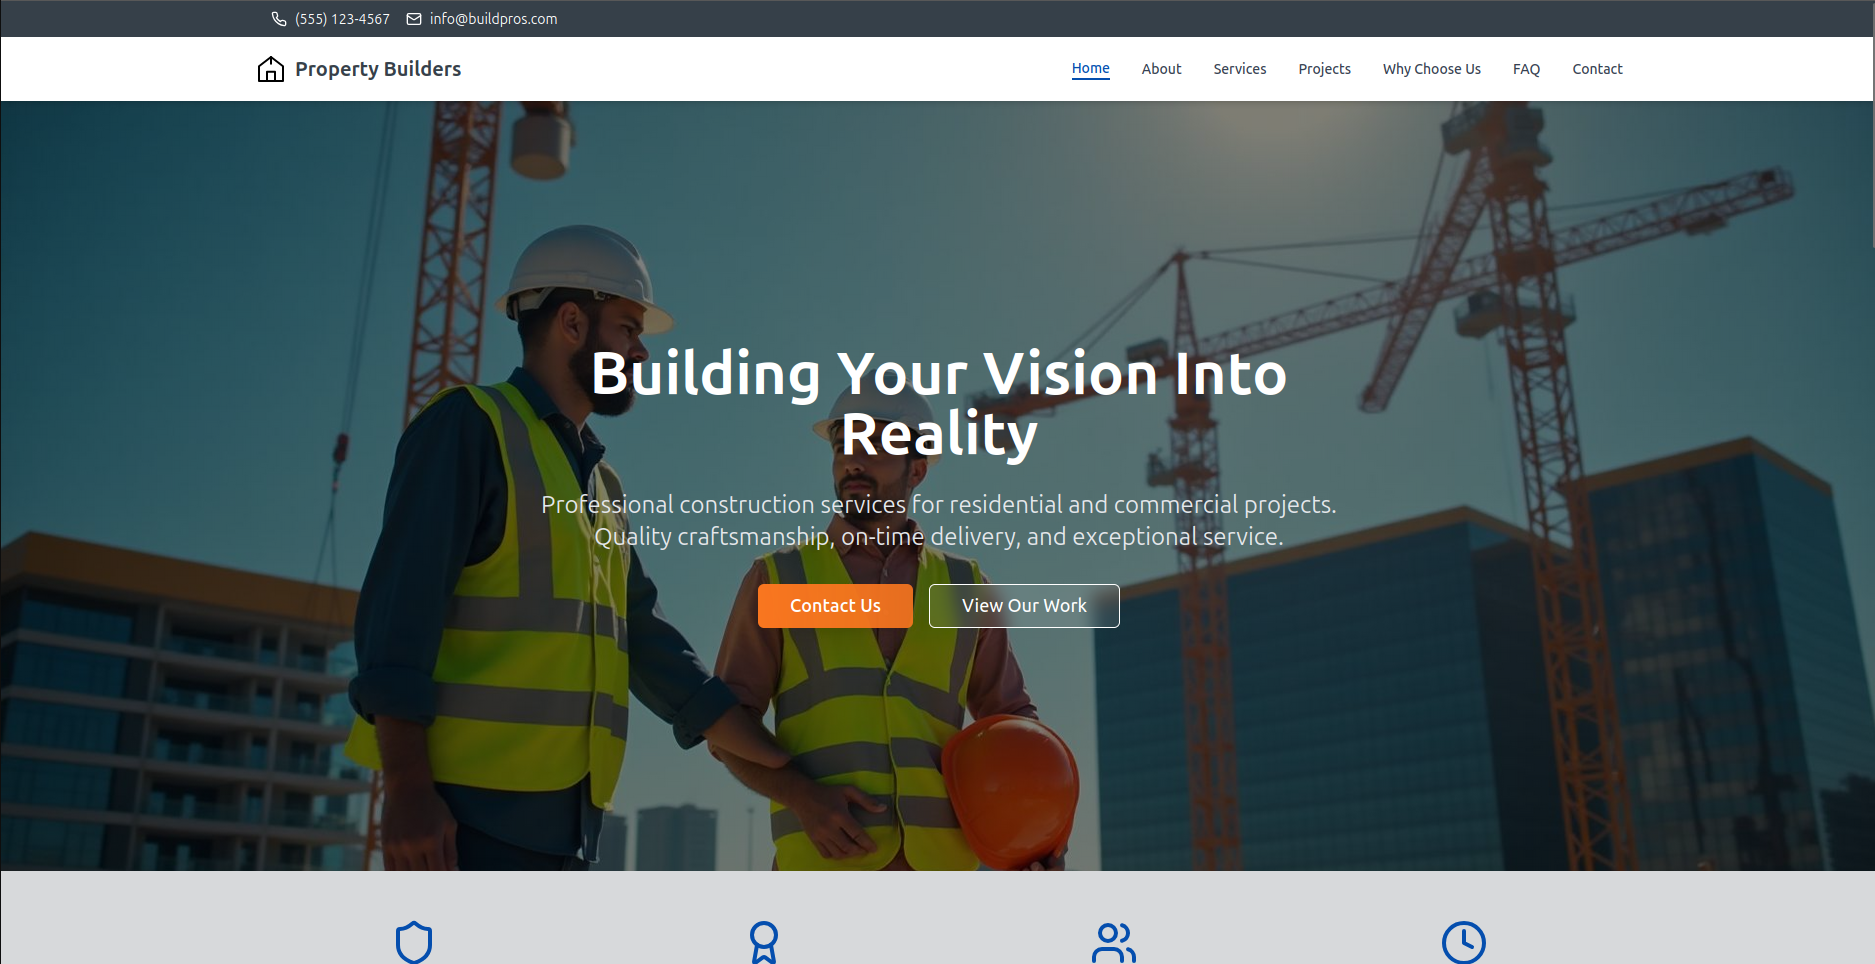 (555) 123-4567 info@buildpros.com
Property Builders
Home About Services Projects Why Choose Us FAQ Contact
Building Your Vision Into
Reality
Professional construction services for residential and commercial projects.
Quality craftsmanship, on-time delivery, and exceptional service.
Contact Us View Our Work